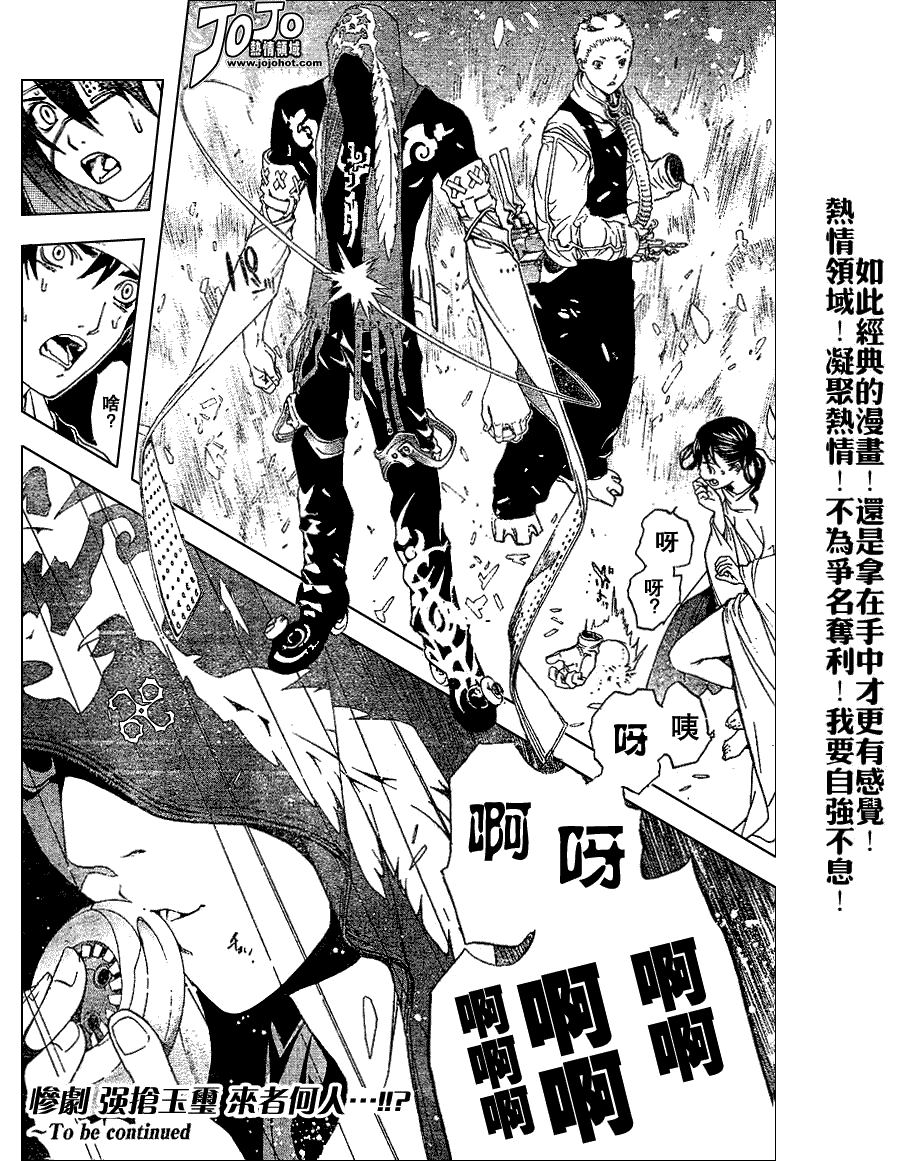 JOJO
熱情領域
www.jojohot.com
如此經典的漫畫！還是拿在手中才更有感覺！
熱情領域！凝聚熱情！不為爭名奪利！我要自強不息！
啥？
呀
呀？
咦
呀
呀
啊
啊啊
啊啊
啊啊啊
慘劇 强搶玉璽 來者何人…!!?
~To be continued